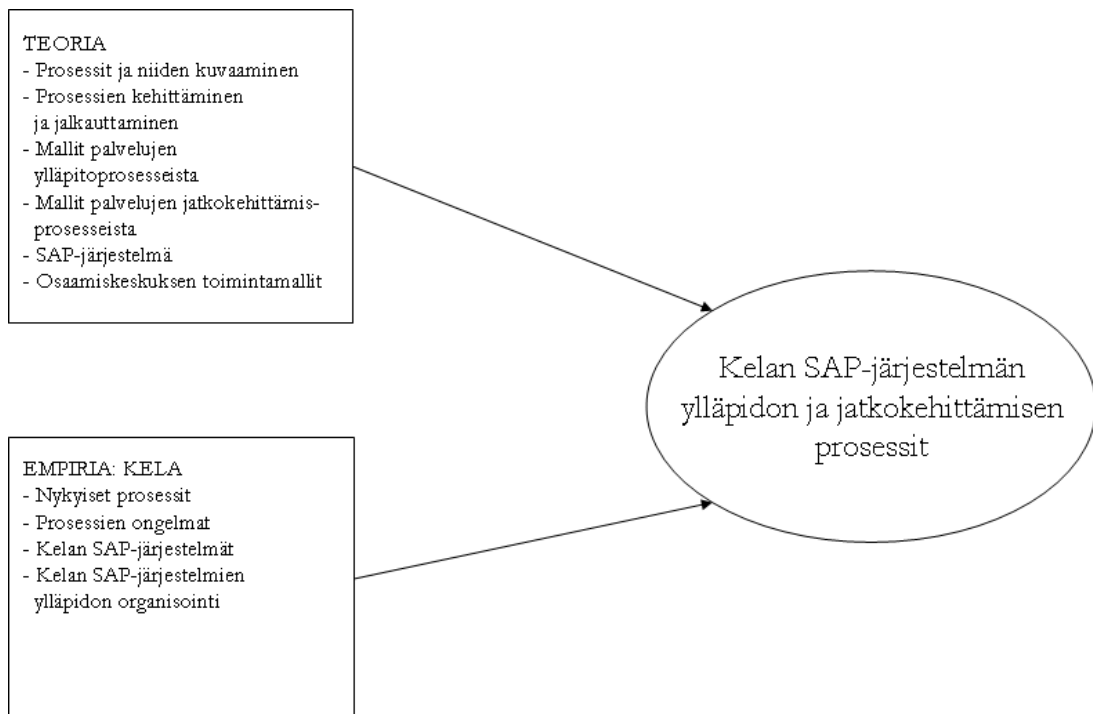 TEORIA
- Prosessit ja niiden kuvaaminen
- Prosessien kehittäminen
ja jalkauttaminen
- Mallit palvelujen
ylläpitoprosesseista
- Mallit palvelujen jatkokehittämis-
prosesseista
- SAP-järjestelmä
- Osaamiskeskuksen toimintamallit
Kelan SAP-järjestelmän
ylläpidon ja jatkokehittämisen
prosessit
EMPIRIA: KELA
- Nykyiset prosessit
- Prosessien ongelmat
- Kelan SAP-järjestelmät
- Kelan SAP-järjestelmien
ylläpidon organisointi